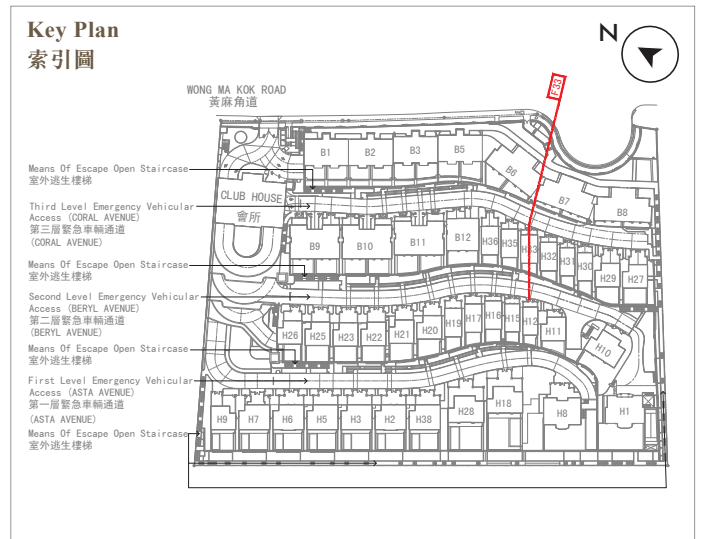 Key Plan
索引圖
N
F33
WONG MA KOK ROAD
黃麻角道
B1
B2
B3
B5
B6
B7
B8
Means Of Escape Open Staircase
室外逃生樓梯
CLUB HOUSE
會所
Third Level Emergency Vehicular
Access (CORAL AVENUE)
第三層緊急車輛通道
(CORAL AVENUE)
B9
B10
B11
B12
H36
H35
H33
H32
H31
H30
H29
H27
Means Of Escape Open Staircase
室外逃生樓梯
Second Level Emergency Vehicular
Access (BERYL AVENUE)
第二層緊急車輛通道
(BERYL AVENUE)
H26
H25
H23
H22
H21
H20
H19
H17
H16
H15
H12
H11
H10
Means Of Escape Open Staircase
室外逃生樓梯
First Level Emergency Vehicular
Access (ASTA AVENUE)
第一層緊急車輛通道
(ASTA AVENUE)
H9
H7
H6
H5
H3
H2
H38
H28
H18
H8
H1
Means Of Escape Open Staircase
室外逃生樓梯